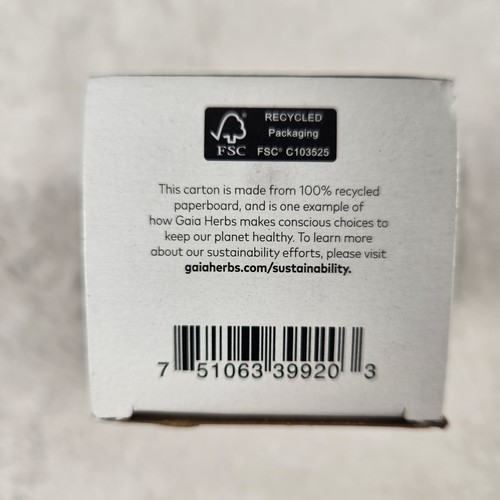 RECYCLED
Packaging
FSC
FSC® C103525
This carton is made from 100% recycled
paperboard, and is one example of
how Gaia Herbs makes conscious choices to
keep our planet healthy. To learn more
about our sustainability efforts, please visit
gaiaherbs.com/sustainability.
7 51063 39920 3